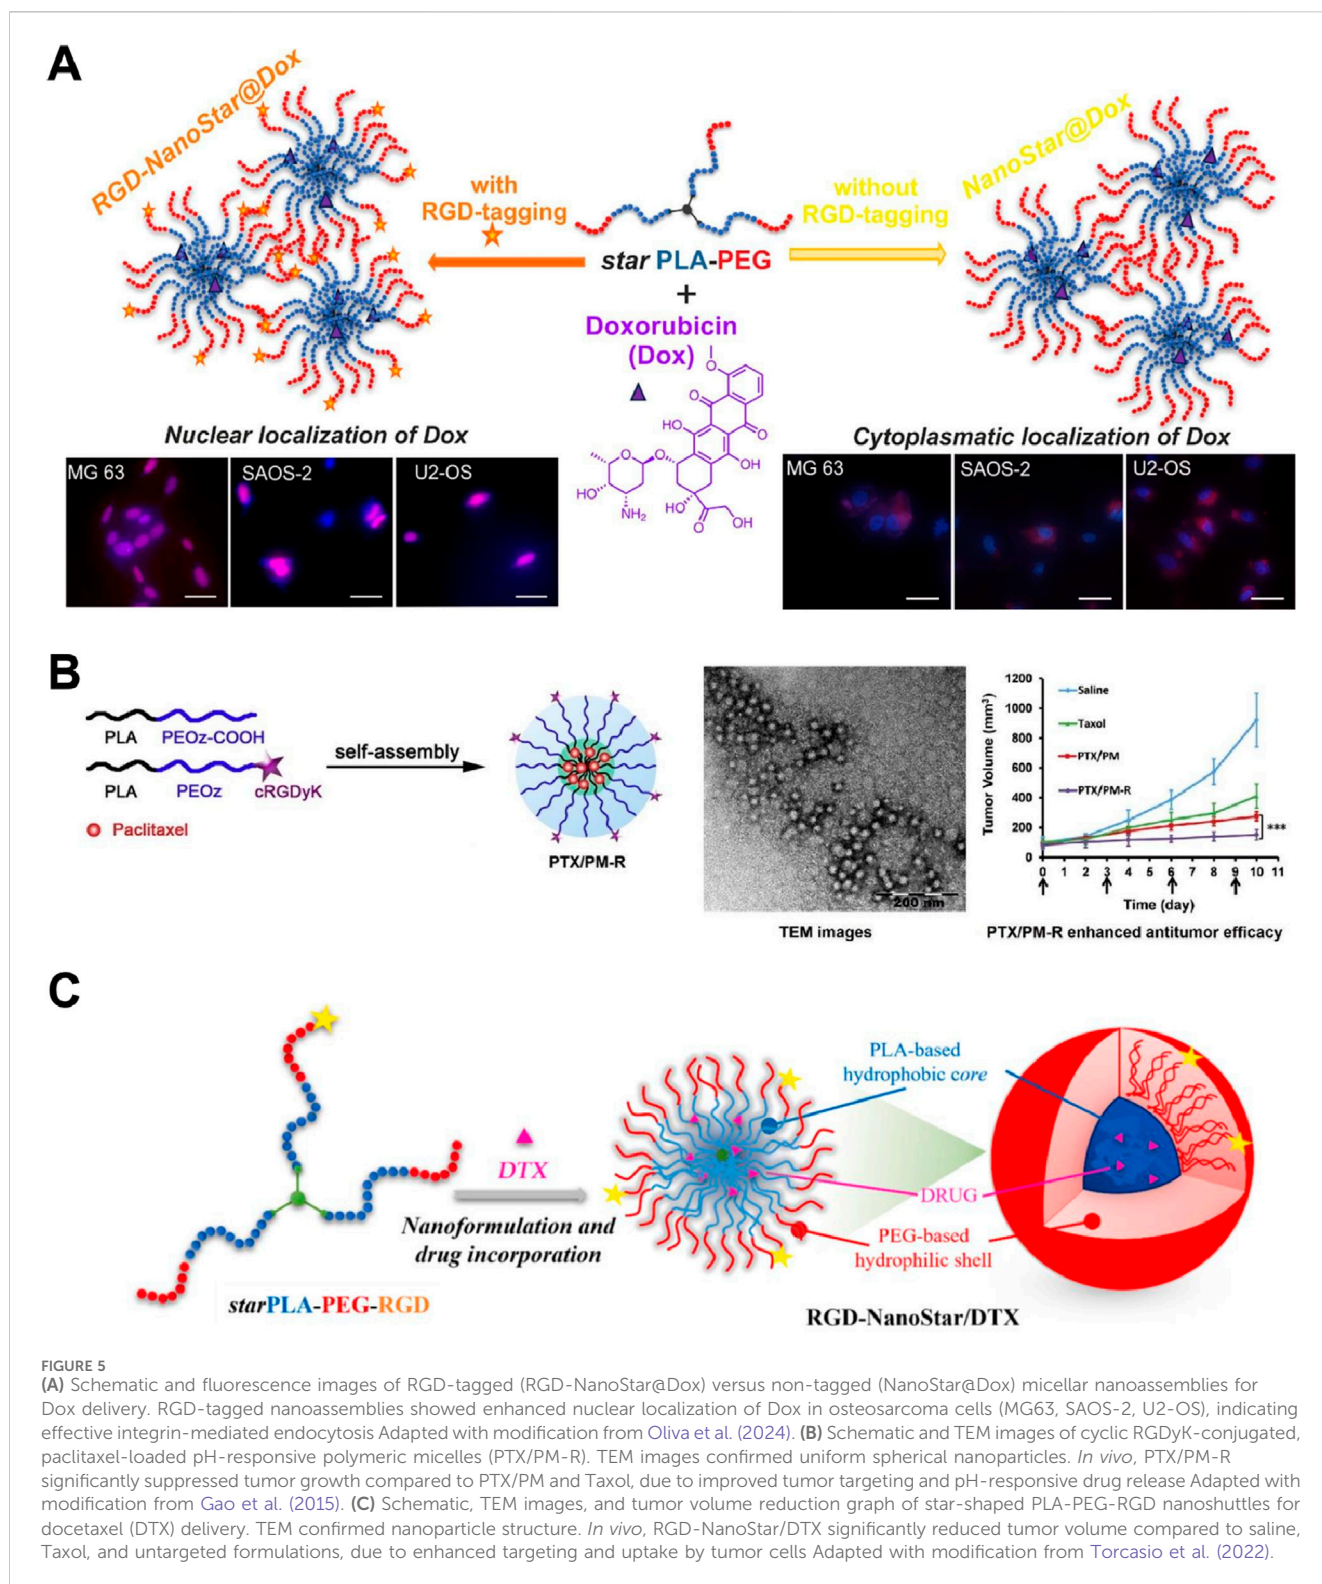 A
RGD-NanoStar@Dox
with
RGD-tagging
star PLA-PEG
+
Doxorubicin
(Dox)
without
RGD-tagging
NanoStar@Dox
O
O
O
OH
OH
O
OH
O
O
HO
NH2
HO
O
OH
Nuclear localization of Dox
MG 63
SAOS-2
U2-OS
Cytoplasmatic localization of Dox
MG 63
SAOS-2
U2-OS
B
PLA
PEOz-COOH
PLA
PEOz
cRGDyK
Paclitaxel
self-assembly
PTX/PM-R
200 nm
TEM images
Tumor Volume (mm3)
1200
1000
800
600
400
200
0
Saline
Taxol
PTX/PM
PTX/PM-R
***
0 1 2 3 4 5 6 7 8 9 10 11
Time (day)
PTX/PM-R enhanced antitumor efficacy
C
starPLA-PEG-RGD
DTX
Nanoformulation and
drug incorporation
PLA-based
hydrophobic core
DRUG
PEG-based
hydrophilic shell
RGD-NanoStar/DTX
FIGURE 5
(A) Schematic and fluorescence images of RGD-tagged (RGD-NanoStar@Dox) versus non-tagged (NanoStar@Dox) micellar nanoassemblies for
Dox delivery. RGD-tagged nanoassemblies showed enhanced nuclear localization of Dox in osteosarcoma cells (MG63, SAOS-2, U2-OS), indicating
effective integrin-mediated endocytosis Adapted with modification from Oliva et al. (2024). (B) Schematic and TEM images of cyclic RGDyK-conjugated,
paclitaxel-loaded pH-responsive polymeric micelles (PTX/PM-R). TEM images confirmed uniform spherical nanoparticles. In vivo, PTX/PM-R
significantly suppressed tumor growth compared to PTX/PM and Taxol, due to improved tumor targeting and pH-responsive drug release Adapted with
modification from Gao et al. (2015). (C) Schematic, TEM images, and tumor volume reduction graph of star-shaped PLA-PEG-RGD nanoshuttles for
docetaxel (DTX) delivery. TEM confirmed nanoparticle structure. In vivo, RGD-NanoStar/DTX significantly reduced tumor volume compared to saline,
Taxol, and untargeted formulations, due to enhanced targeting and uptake by tumor cells Adapted with modification from Torcasio et al. (2022).